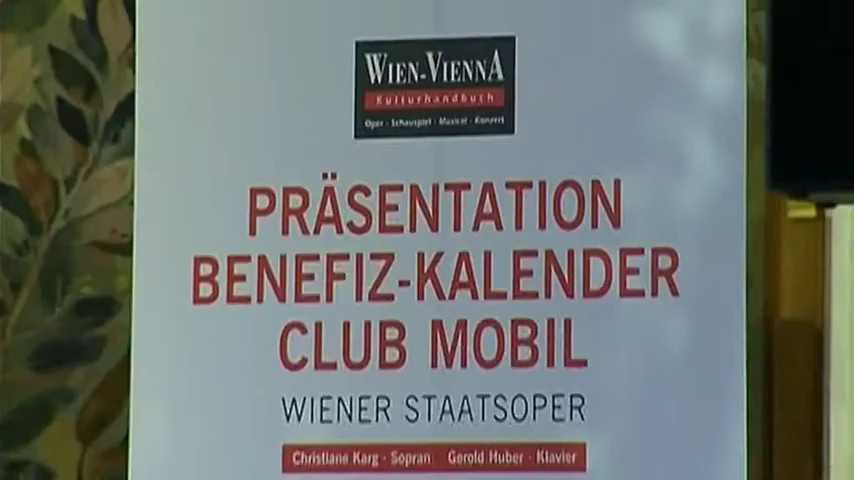 WIEN-VIENNA
Kulturhandbuch
Oper · Schauspiel · Musical · Konzert
PRÄSENTATION
BENEFIZ-KALENDER
CLUB MOBIL
WIENER STAATSOPER
Christiane Karg · Sopran Gerold Huber · Klavier